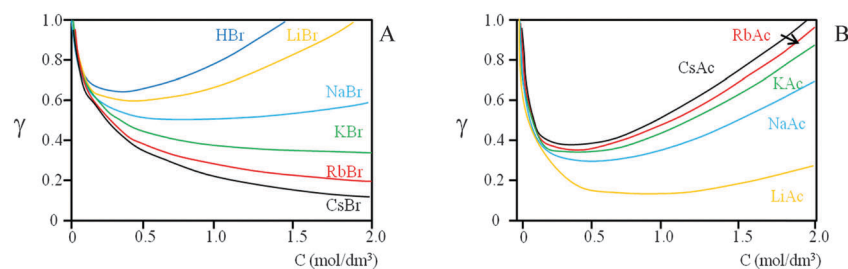 A
γ
1.0
0.8
0.6
0.4
0.2
0
HBr
LiBr
NaBr
KBr
RbBr
CsBr
0
0.5
1.0
1.5
2.0
C (mol/dm³)
B
γ
1.0
0.8
0.6
0.4
0.2
0
RbAc
CsAc
KAc
NaAc
LiAc
0
0.5
1.0
1.5
2.0
C (mol/dm³)